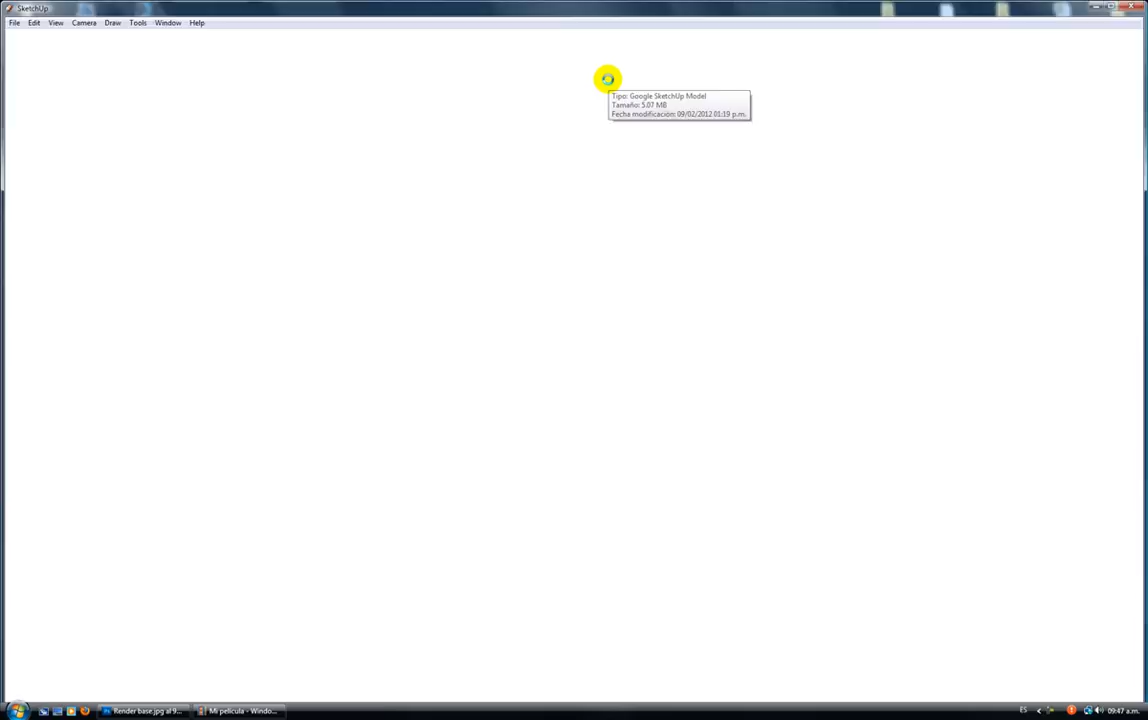 SketchUp
File Edit View Camera Draw Tools Window Help
Tipo: Google SketchUp Model
Tamaño: 5.07 MB
Fecha modificación: 09/02/2012 01:19 p.m.
Render base.jpg al 9... Mi película - Windo... ES 09:47 a.m.